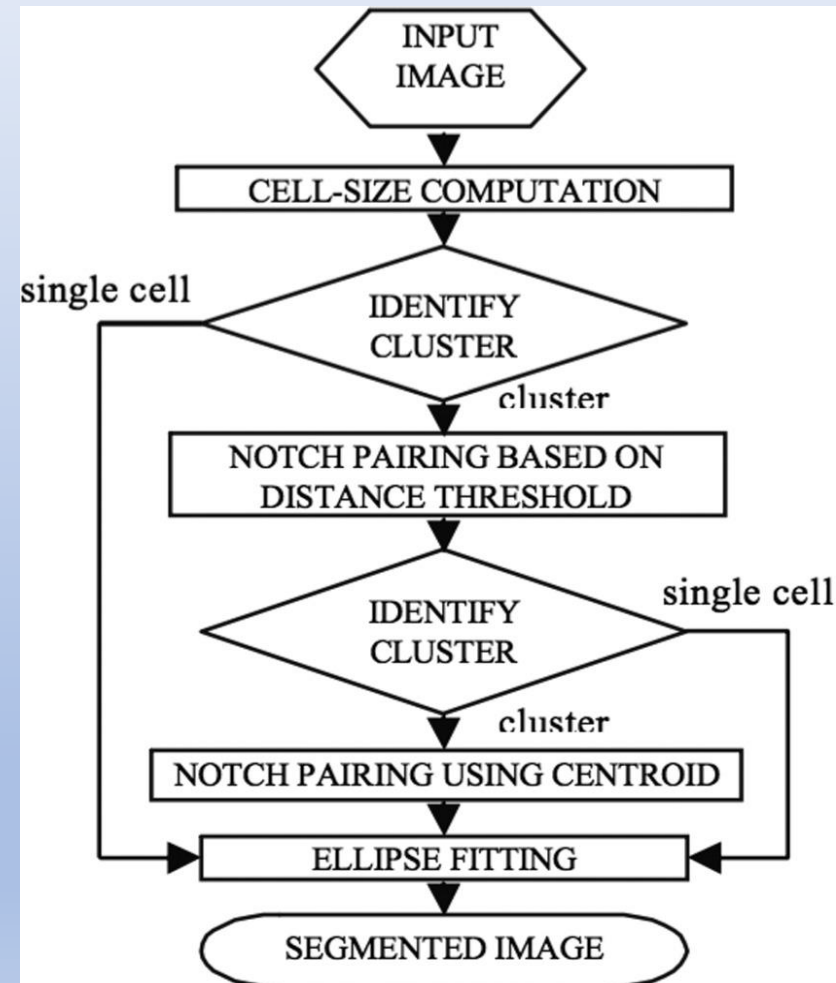 INPUT
IMAGE
CELL-SIZE COMPUTATION
single cell
IDENTIFY
CLUSTER
cluster
NOTCH PAIRING BASED ON
DISTANCE THRESHOLD
single cell
IDENTIFY
CLUSTER
cluster
NOTCH PAIRING USING CENTROID
ELLIPSE FITTING
SEGMENTED IMAGE